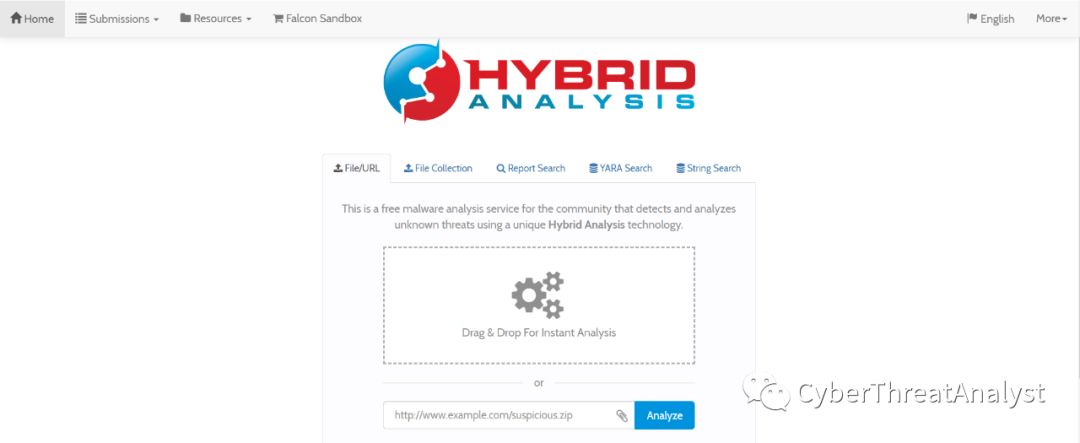 Home Submissions Resources Falcon Sandbox English More
HYBRID
ANALYSIS
File/URL File Collection Report Search YARA Search String Search
This is a free malware analysis service for the community that detects and analyzes
unknown threats using a unique Hybrid Analysis technology.
Drag & Drop For Instant Analysis
or
http://www.example.com/suspicious.zip Analyze
CyberThreatAnalyst